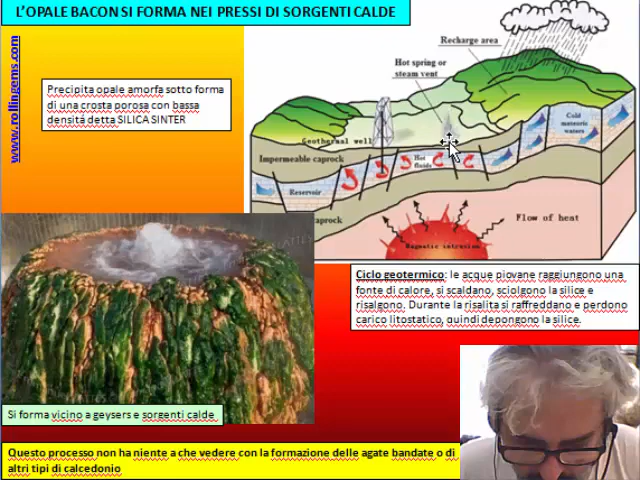 L'OPALE BACON SI FORMA NEI PRESSI DI SORGENTI CALDE
www.rollingems.com
Precipita opale amorfa sotto forma
di una crosta porosa con bassa
densitá detta SILICA SINTER
Recharge area
Hot spring or
steam vent
Geothermal well
Cold
meteoric
waters
Impermeable caprock
Hot
fluids
Reservoir
caprock
Flow of heat
Magmatic intrusion
Ciclo geotermico: le acque piovane raggiungono una
fonte di calore, si scaldano, sciolgono la silice e
risalgono. Durante la risalita si raffreddano e perdono
carico litostatico, quindi depongono la silice.
Si forma vicino a geysers e sorgenti calde
Questo processo non ha niente a che vedere con la formazione delle agate bandate o di
altri tipi di calcedonio